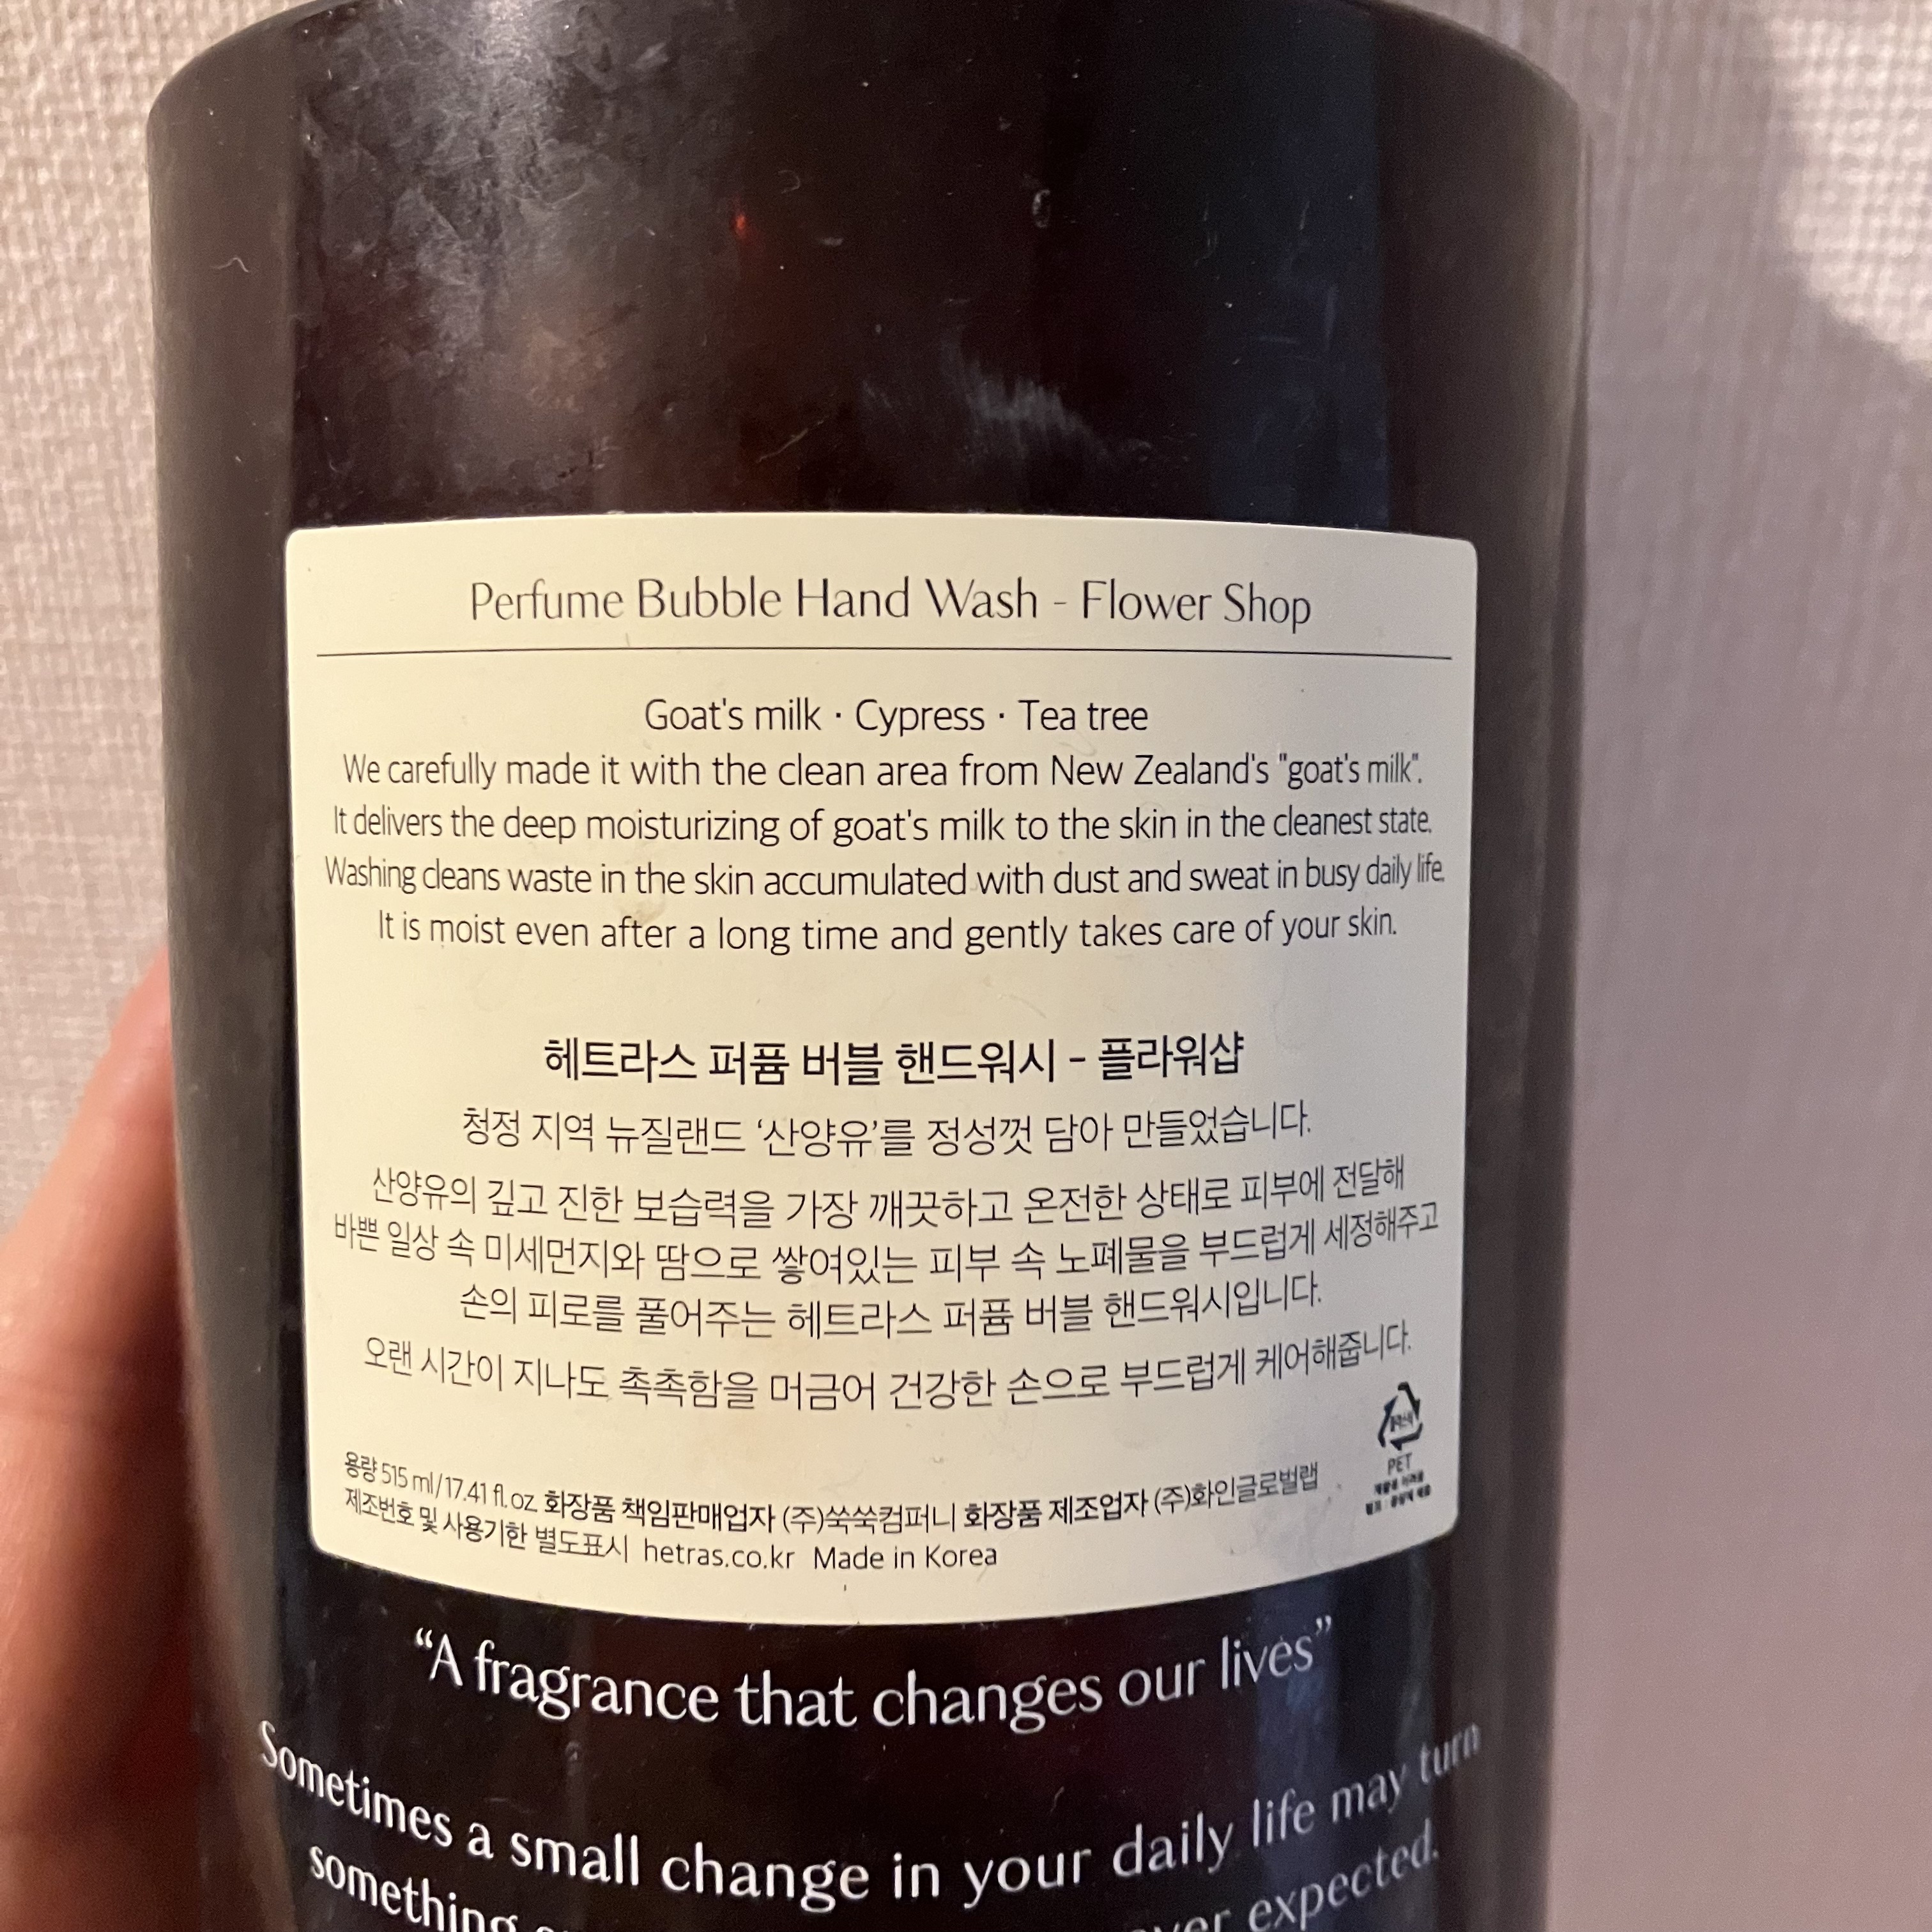 Perfume Bubble Hand Wash - Flower Shop
Goat's milk · Cypress · Tea tree
We carefully made it with the clean area from New Zealand's "goat's milk".
It delivers the deep moisturizing of goat's milk to the skin in the cleanest state.
Washing cleans waste in the skin accumulated with dust and sweat in busy daily life.
It is moist even after a long time and gently takes care of your skin.
헤트라스 퍼퓸 버블 핸드워시 - 플라워샵
청정 지역 뉴질랜드 ‘산양유’를 정성껏 담아 만들었습니다.
산양유의 깊고 진한 보습력을 가장 깨끗하고 온전한 상태로 피부에 전달해
바쁜 일상 속 미세먼지와 땀으로 쌓여있는 피부 속 노폐물을 부드럽게 세정해주고
손의 피로를 풀어주는 헤트라스 퍼퓸 버블 핸드워시입니다.
오랜 시간이 지나도 촉촉함을 머금어 건강한 손으로 부드럽게 케어해줍니다.
용량 515 ml/17.41 fl.oz. 화장품 책임판매업자 (주)쑥쑥컴퍼니 화장품 제조업자 (주)화인글로벌랩
제조번호 및 사용기한 별도표시 hetras.co.kr Made in Korea
PET
“A fragrance that changes our lives”
Sometimes a small change in your daily life may turn
something expected.